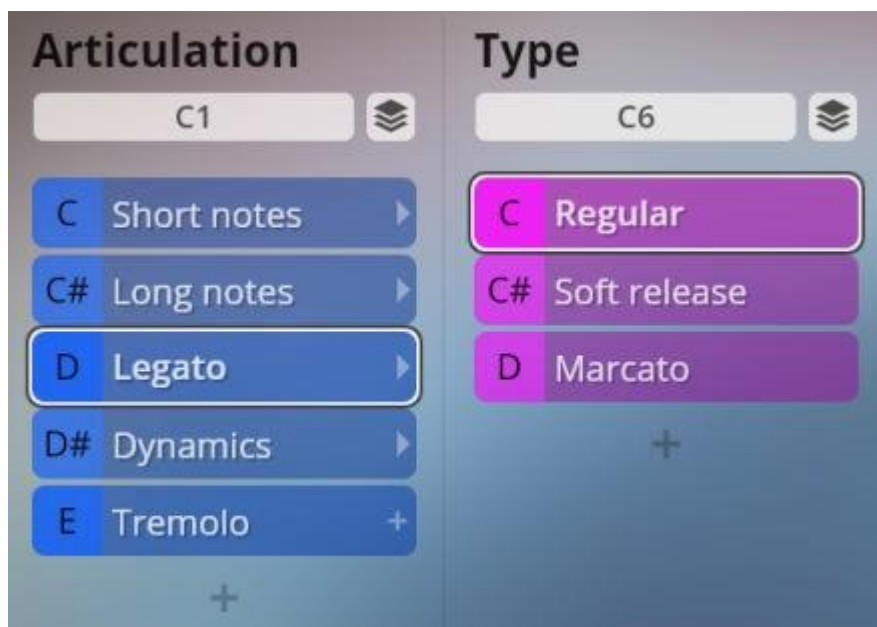 Articulation
C1
C Short notes
C# Long notes
D Legato
D# Dynamics
E Tremolo +
+
Type
C6
C Regular
C# Soft release
D Marcato
+